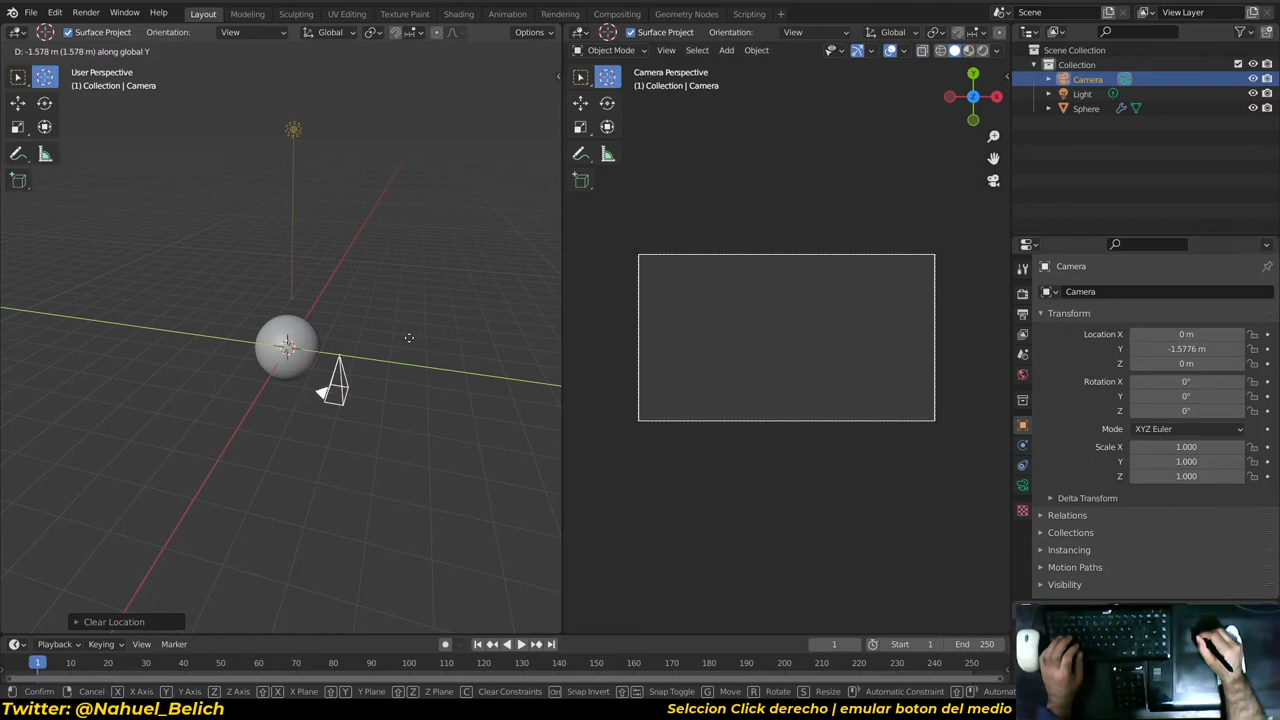 File Edit Render Window Help Layout Modeling Sculpting UV Editing Texture Paint Shading Animation Rendering Compositing Geometry Nodes Scripting + Scene View Layer
Surface Project Orientation: View Global Options
Surface Project Orientation: View Global
D: -1.578 m (1.578 m) along global Y
Object Mode View Select Add Object
User Perspective
(1) Collection | Camera
Camera Perspective
(1) Collection | Camera
Y
Z
X
Scene Collection
Collection
Camera
Light
Sphere
Camera
Camera
Transform
Location X 0 m
Y -1.5776 m
Z 0 m
Rotation X 0°
Y 0°
Z 0°
Mode XYZ Euler
Scale X 1.000
Y 1.000
Z 1.000
Delta Transform
Relations
Collections
Instancing
Motion Paths
Visibility
Clear Location
Playback Keying View Marker 1 Start 1 End 250
1 10 20 30 40 50 60 70 80 90 100 110 120 130 140 150 160 170 180 190 200 210 220 230 240 250
Confirm Cancel X X Axis Y Y Axis Z Z Axis X X Plane Y Y Plane Z Z Plane C Clear Constraints Snap Invert Snap Toggle G Move R Rotate S Resize Automatic Constraint Automatic
Twitter: @Nahuel_Belich
Selccion Click derecho | emular boton del medio